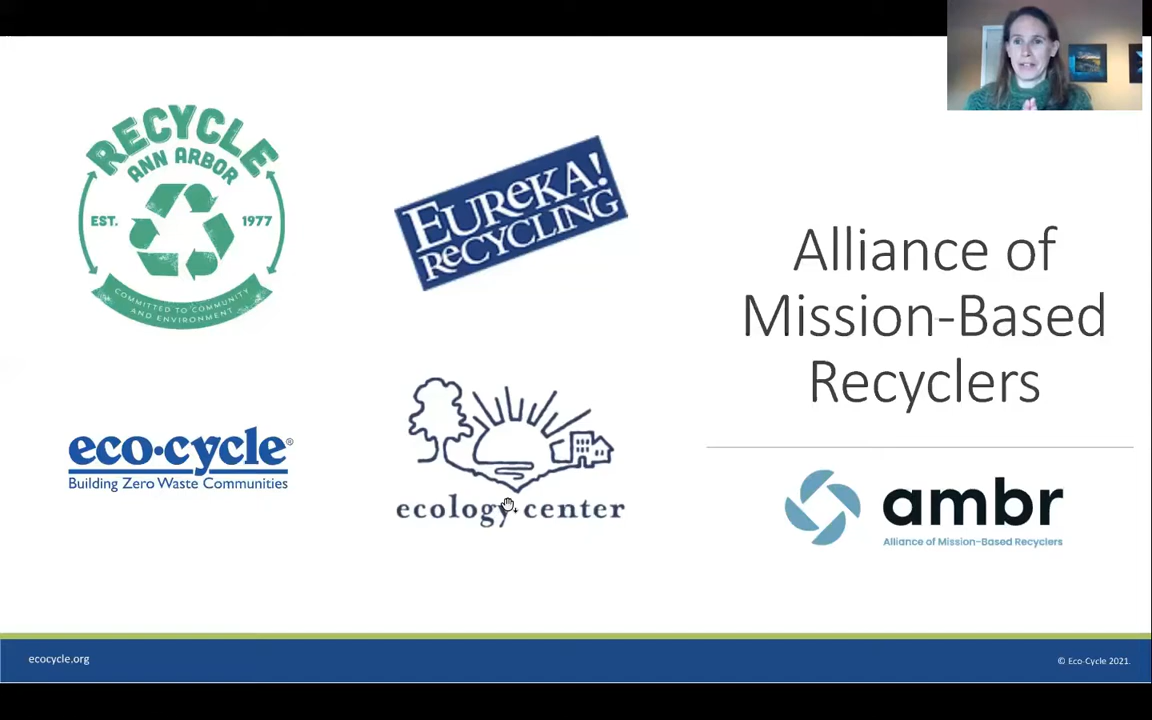 RECYCLE
ANN ARBOR
EST. 1977
COMMITTED TO COMMUNITY
AND ENVIRONMENT
EUREKA!
RECYCLING
eco·cycle®
Building Zero Waste Communities
ecology center
Alliance of
Mission-Based
Recyclers
ambr
Alliance of Mission-Based Recyclers
ecocycle.org
© Eco-Cycle 2021.